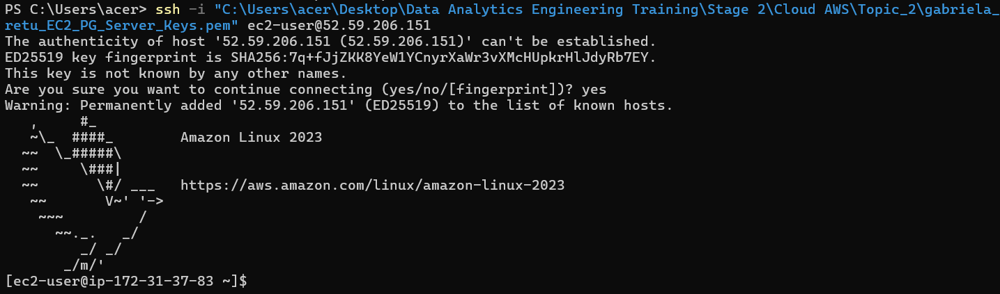 PS C:\Users\acer> ssh -i "C:\Users\acer\Desktop\Data Analytics Engineering Training\Stage 2\Cloud AWS\Topic_2\gabriela_
retu_EC2_PG_Server_Keys.pem" ec2-user@52.59.206.151
The authenticity of host '52.59.206.151 (52.59.206.151)' can't be established.
ED25519 key fingerprint is SHA256:7q+fJjZKK8YeW1YCnyrXaWr3vXMcHUpkrHlJdyRb7EY.
This key is not known by any other names.
Are you sure you want to continue connecting (yes/no/[fingerprint])? yes
Warning: Permanently added '52.59.206.151' (ED25519) to the list of known hosts.
   ,     #_
   ~\_  ####_        Amazon Linux 2023
  ~~  \_#####\
  ~~     \###|
  ~~       \#/ ___   https://aws.amazon.com/linux/amazon-linux-2023
   ~~       V~' '->
    ~~~         /
      ~~._.   _/
         _/ _/
       _/m/'
[ec2-user@ip-172-31-37-83 ~]$